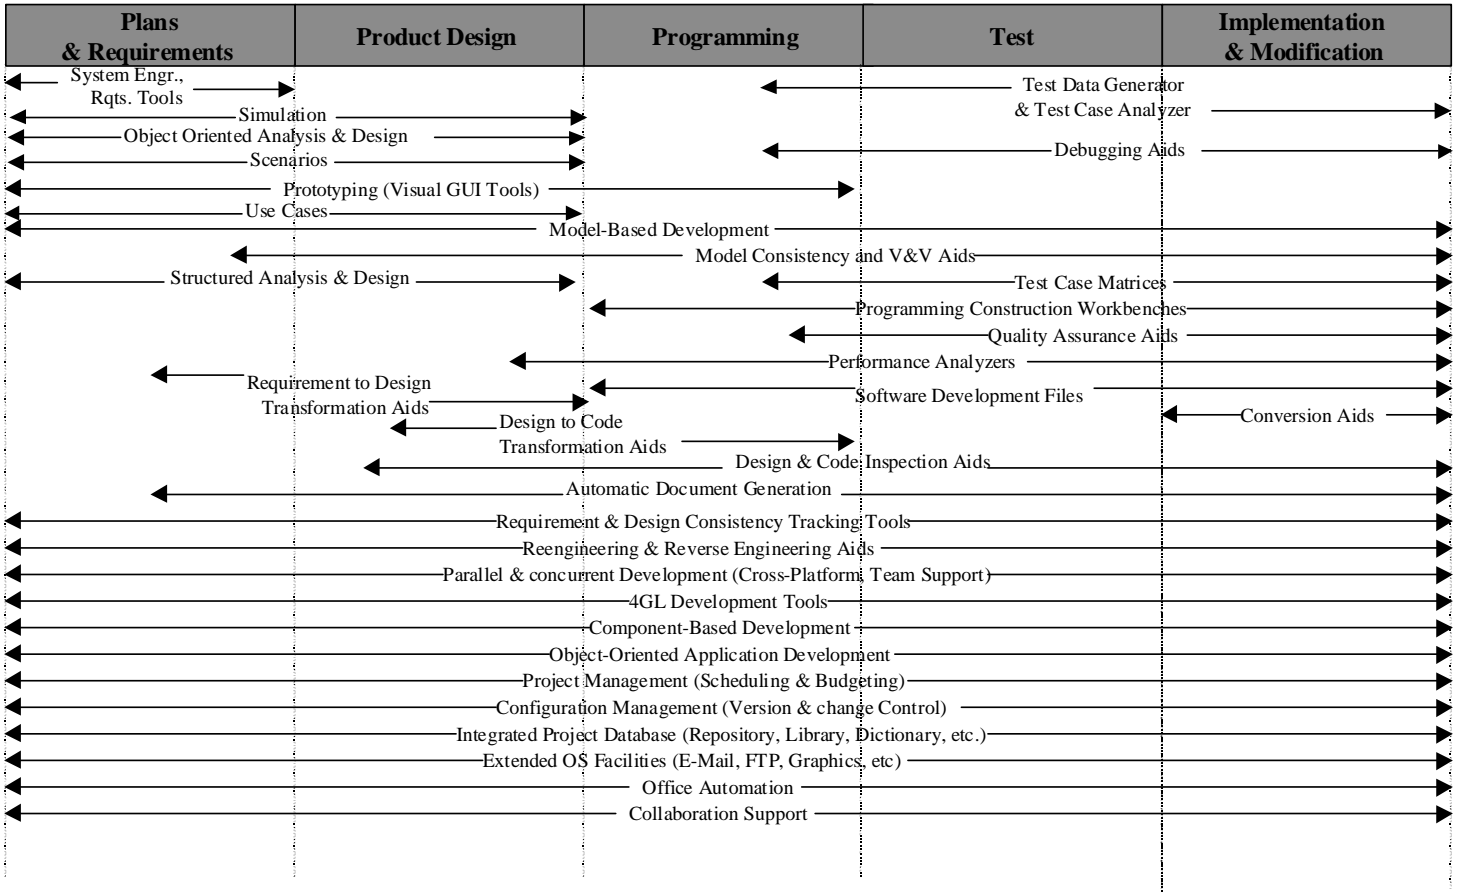 Plans
& Requirements
Product Design
Programming
Test
Implementation
& Modification
System Engr.,
Rqts. Tools
Test Data Generator
& Test Case Analyzer
Simulation
Object Oriented Analysis & Design
Debugging Aids
Scenarios
Prototyping (Visual GUI Tools)
Use Cases
Model-Based Development
Model Consistency and V&V Aids
Structured Analysis & Design
Test Case Matrices
Programming Construction Workbenches
Quality Assurance Aids
Performance Analyzers
Requirement to Design
Transformation Aids
Software Development Files
Conversion Aids
Design to Code
Transformation Aids
Design & Code Inspection Aids
Automatic Document Generation
Requirement & Design Consistency Tracking Tools
Reengineering & Reverse Engineering Aids
Parallel & concurrent Development (Cross-Platform, Team Support)
4GL Development Tools
Component-Based Development
Object-Oriented Application Development
Project Management (Scheduling & Budgeting)
Configuration Management (Version & change Control)
Integrated Project Database (Repository, Library, Dictionary, etc.)
Extended OS Facilities (E-Mail, FTP, Graphics, etc)
Office Automation
Collaboration Support